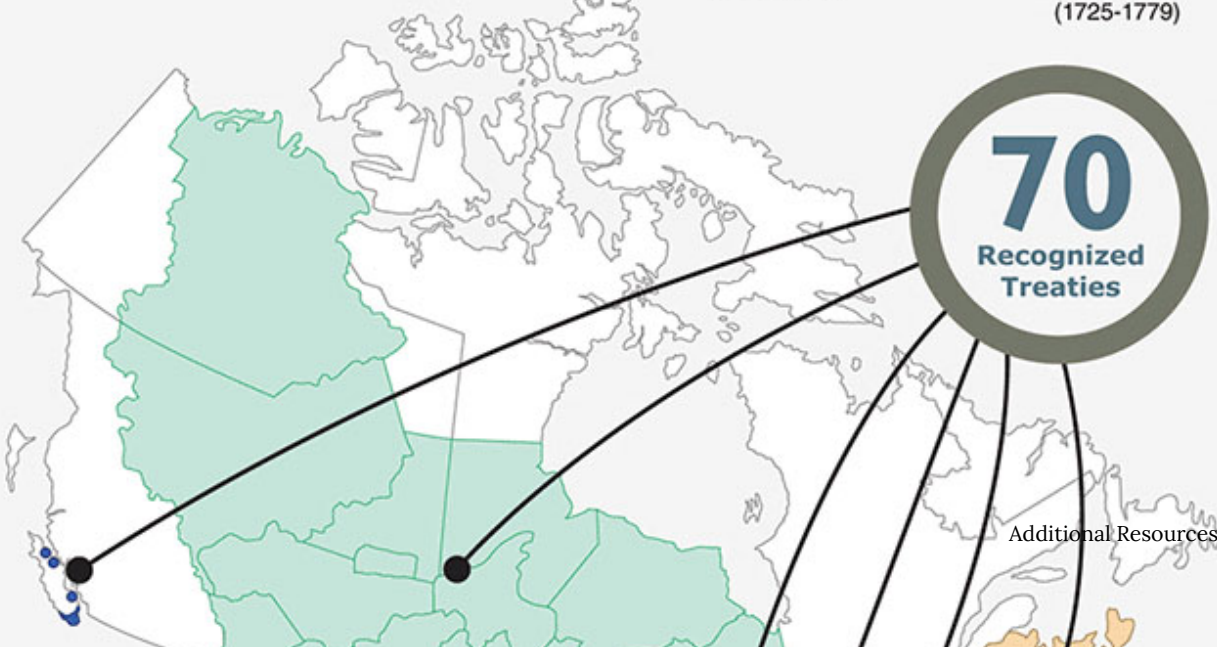 (1725-1779)
70
Recognized
Treaties
Additional Resources